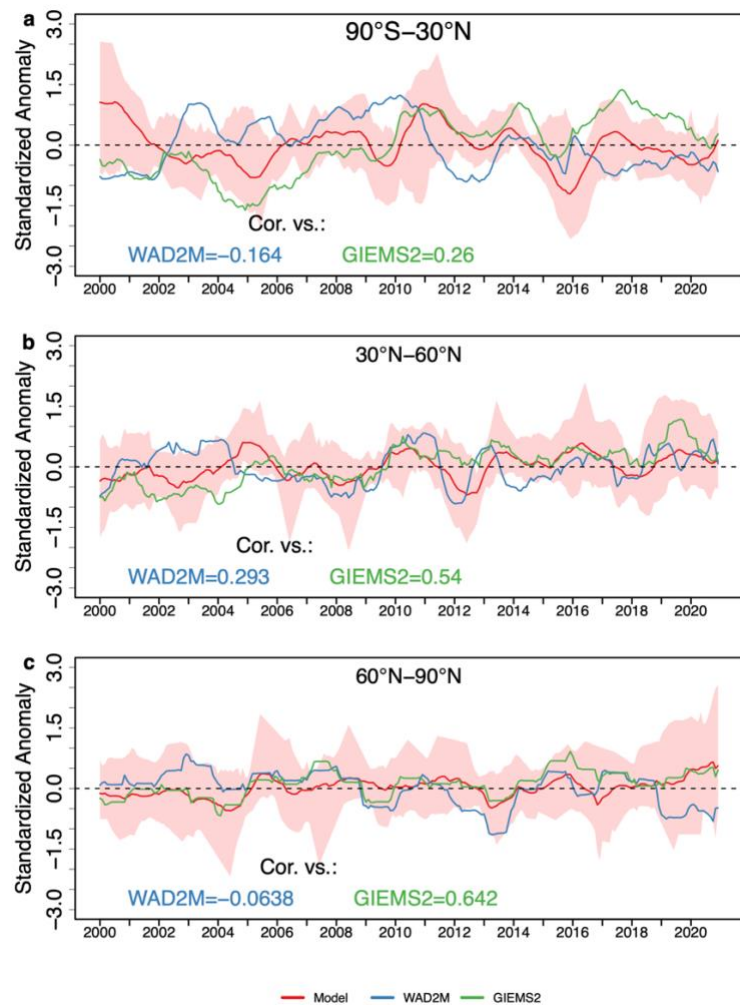 a
90°S−30°N
Standardized Anomaly
3.0
1.5
0.0
−1.5
−3.0
Cor. vs.:
WAD2M=−0.164 GIEMS2=0.26
2000 2002 2004 2006 2008 2010 2012 2014 2016 2018 2020
b
30°N−60°N
Standardized Anomaly
3.0
1.5
0.0
−1.5
−3.0
Cor. vs.:
WAD2M=0.293 GIEMS2=0.54
2000 2002 2004 2006 2008 2010 2012 2014 2016 2018 2020
c
60°N−90°N
Standardized Anomaly
3.0
1.5
0.0
−1.5
−3.0
Cor. vs.:
WAD2M=−0.0638 GIEMS2=0.642
2000 2002 2004 2006 2008 2010 2012 2014 2016 2018 2020
Model WAD2M GIEMS2